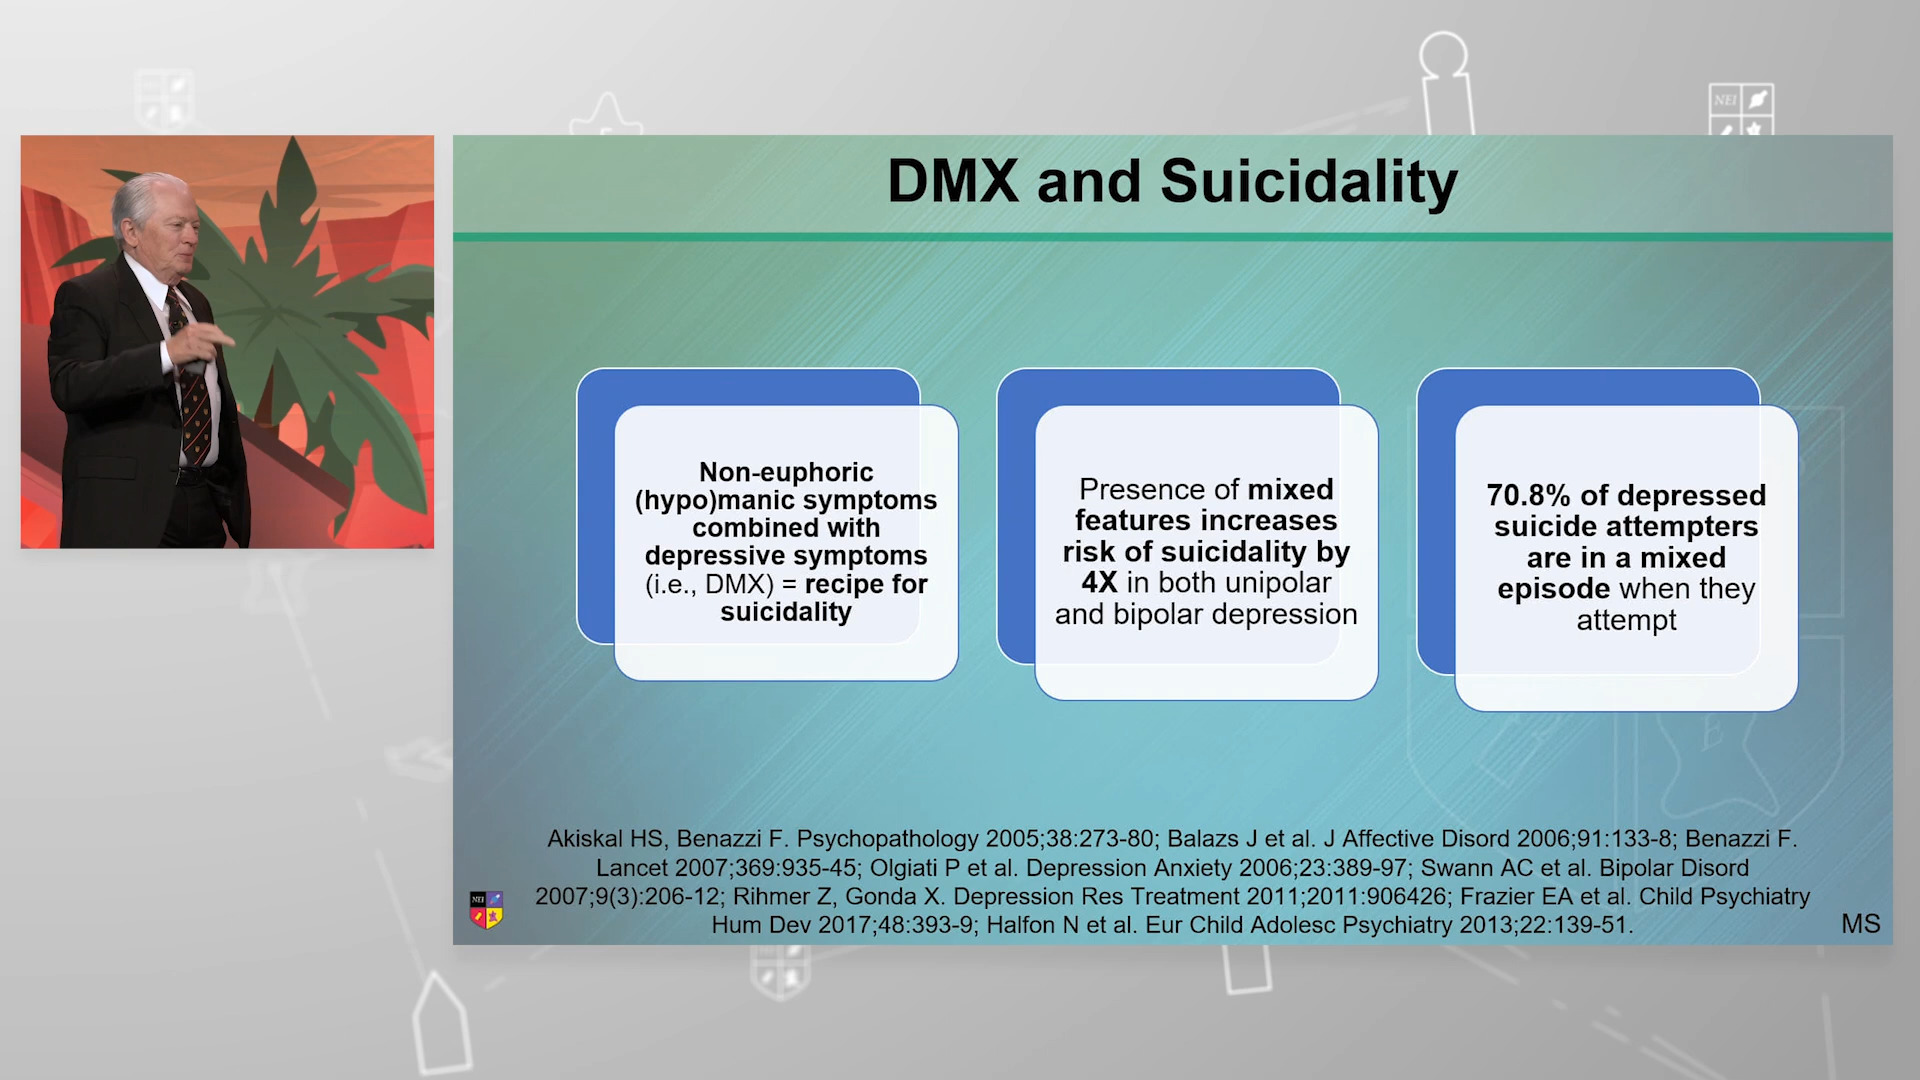 NEI
DMX and Suicidality
Non-euphoric
(hypo)manic symptoms
combined with
depressive symptoms
(i.e., DMX) = recipe for
suicidality
Presence of mixed
features increases
risk of suicidality by
4X in both unipolar
and bipolar depression
70.8% of depressed
suicide attempters
are in a mixed
episode when they
attempt
Akiskal HS, Benazzi F. Psychopathology 2005;38:273-80; Balazs J et al. J Affective Disord 2006;91:133-8; Benazzi F.
Lancet 2007;369:935-45; Olgiati P et al. Depression Anxiety 2006;23:389-97; Swann AC et al. Bipolar Disord
2007;9(3):206-12; Rihmer Z, Gonda X. Depression Res Treatment 2011;2011:906426; Frazier EA et al. Child Psychiatry
Hum Dev 2017;48:393-9; Halfon N et al. Eur Child Adolesc Psychiatry 2013;22:139-51.
NEI
MS